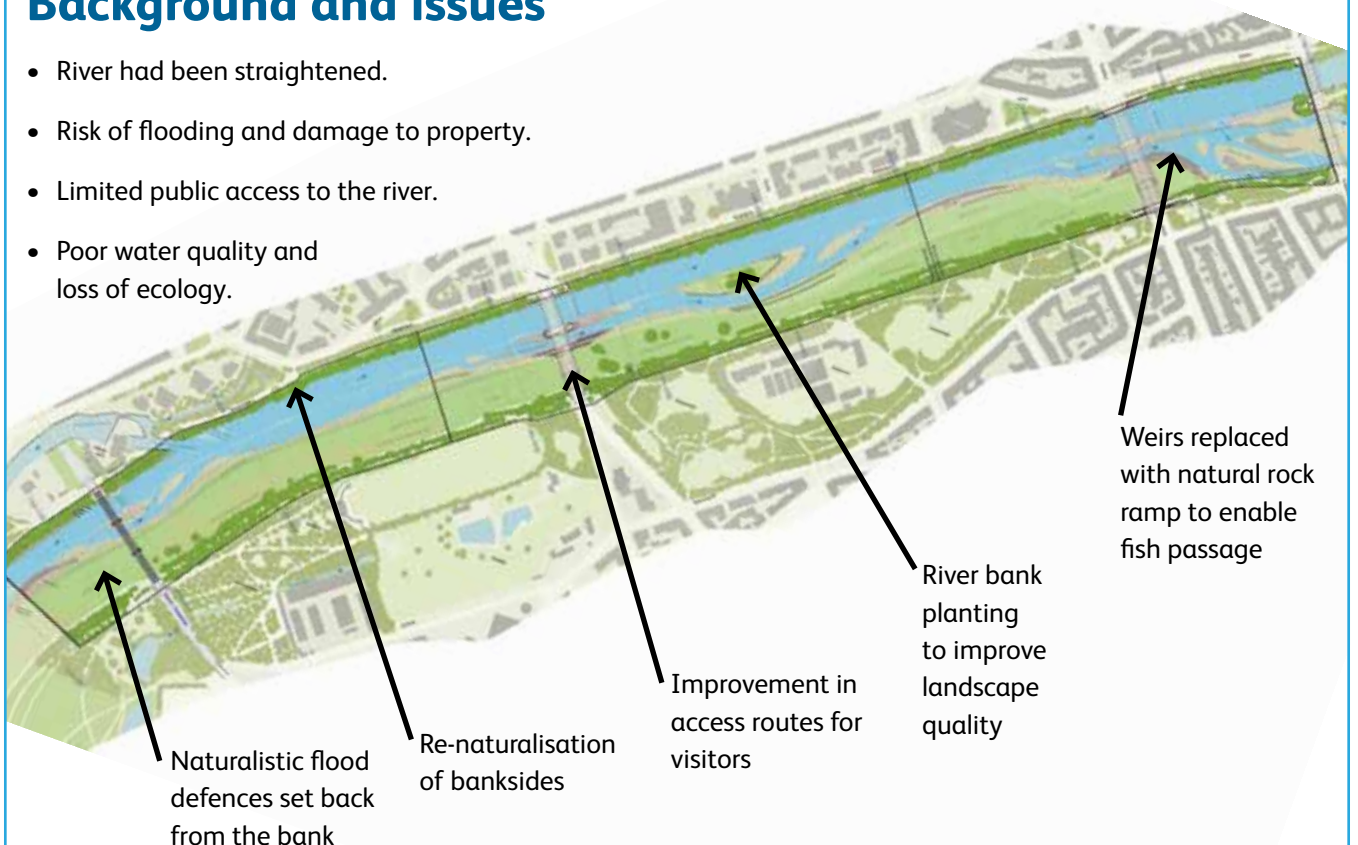 Background and Issues
• River had been straightened.
• Risk of flooding and damage to property.
• Limited public access to the river.
• Poor water quality and
loss of ecology.
Weirs replaced
with natural rock
ramp to enable
fish passage
River bank
planting
to improve
landscape
quality
Improvement in
access routes for
visitors
Re-naturalisation
of banksides
Naturalistic flood
defences set back
from the bank